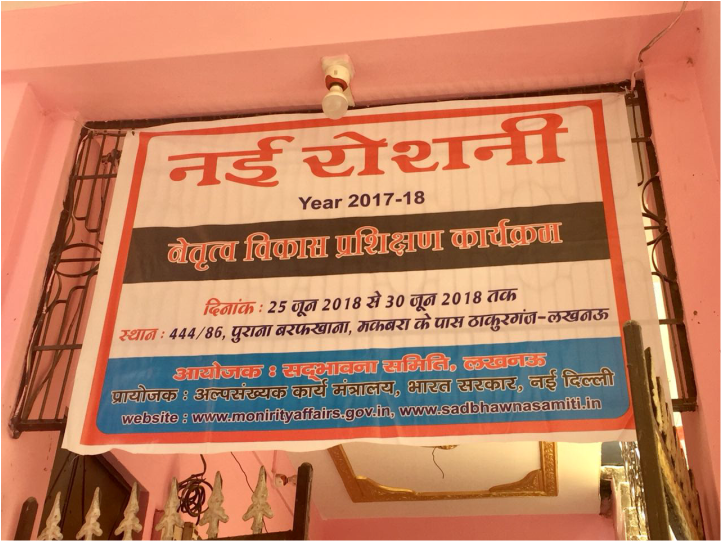 नई रोशनी
Year 2017-18
नेतृत्व विकास प्रशिक्षण कार्यक्रम
दिनांक : 25 जून 2018 से 30 जून 2018 तक
स्थान : 444/86, पुराना बरफखाना, मकबरा के पास ठाकुरगंज-लखनऊ
आयोजक : सद्भावना समिति, लखनऊ
प्रायोजक : अल्पसंख्यक कार्य मंत्रालय, भारत सरकार, नई दिल्ली
website : www.monirityaffairs.gov.in, www.sadbhawnasamiti.in